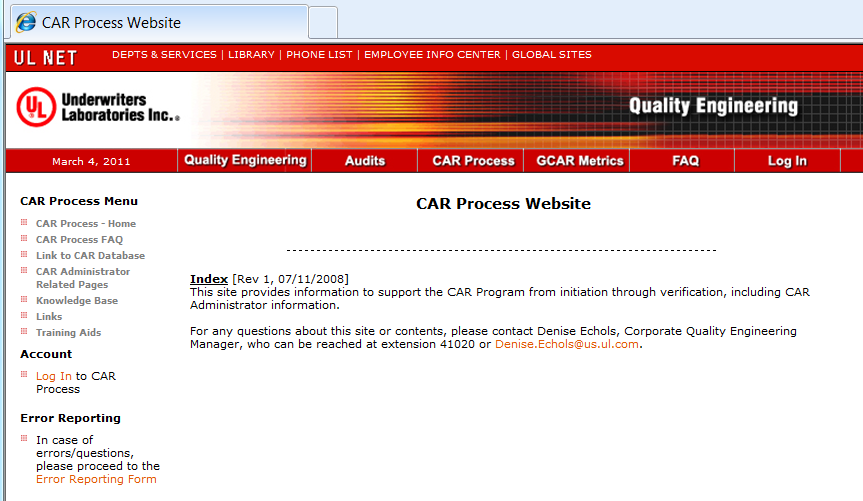 CAR Process Website
UL NET
DEPTS & SERVICES | LIBRARY | PHONE LIST | EMPLOYEE INFO CENTER | GLOBAL SITES
UL
Underwriters
Laboratories Inc.
Quality Engineering
March 4, 2011
Quality Engineering
Audits
CAR Process
GCAR Metrics
FAQ
Log In
CAR Process Menu
CAR Process - Home
CAR Process FAQ
Link to CAR Database
CAR Administrator
Related Pages
Knowledge Base
Links
Training Aids
Account
Log In to CAR
Process
Error Reporting
In case of
errors/questions,
please proceed to the
Error Reporting Form
CAR Process Website
Index [Rev 1, 07/11/2008]
This site provides information to support the CAR Program from initiation through verification, including CAR
Administrator information.
For any questions about this site or contents, please contact Denise Echols, Corporate Quality Engineering
Manager, who can be reached at extension 41020 or Denise.Echols@us.ul.com.